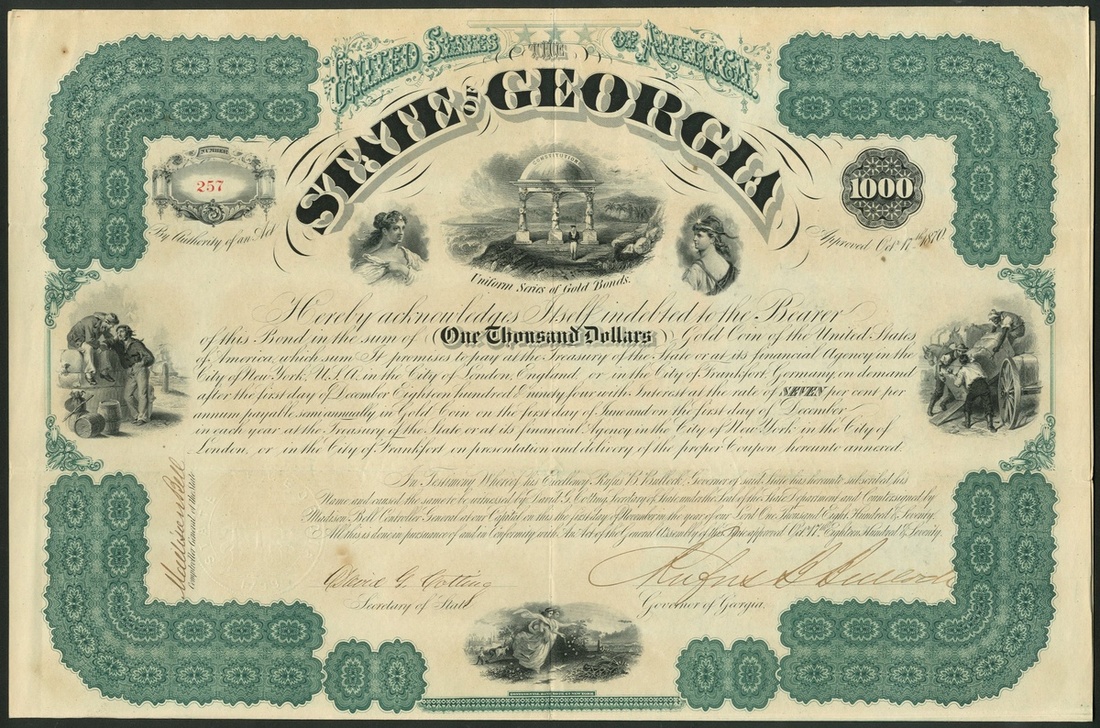 United States of America
THE
STATE OF GEORGIA
NUMBER
257
CONSTITUTION
1000
By Authority of an Act
Approved Oct. 17th 1870
Uniform Series of Gold Bonds.
Hereby acknowledges Itself indebted to the Bearer
of this Bond, in the sum of (One Thousand Dollars) Gold Coin of the United States
of America, which sum It promises to pay at the Treasury of the State or at its financial Agency in the
City of New York, U.S.A. in the City of London, England, or in the City of Frankfort, Germany, on demand
after the first day of December Eighteen hundred & ninety four with Interest at the rate of SEVEN per cent per
annum, payable semi annually in Gold Coin on the first day of June and on the first day of December
in each year at the Treasury of the State or at its financial Agency in the City of New York in the City of
London, or in the City of Frankfort on presentation and delivery of the proper Coupon hereunto annexed.
In Testimony Whereof his Excellency Rufus B. Bullock, Governor of said State has hereunto subscribed his
Name and caused the same to be witnessed by David G. Cotting, Secretary of State under the Seal of the State Department and Countersigned by
Madison Bell Controller General at our Capital on this the first day of November in the year of our Lord One Thousand Eight Hundred & Seventy.
All this is done in pursuance of and in conformity with An Act of the General Assembly of this State approved Oct. 17th Eighteen Hundred & Seventy.
Madison Bell
Comptroller General of the State
David G. Cotting
Secretary of State
Rufus B Bullock
Governor of Georgia.